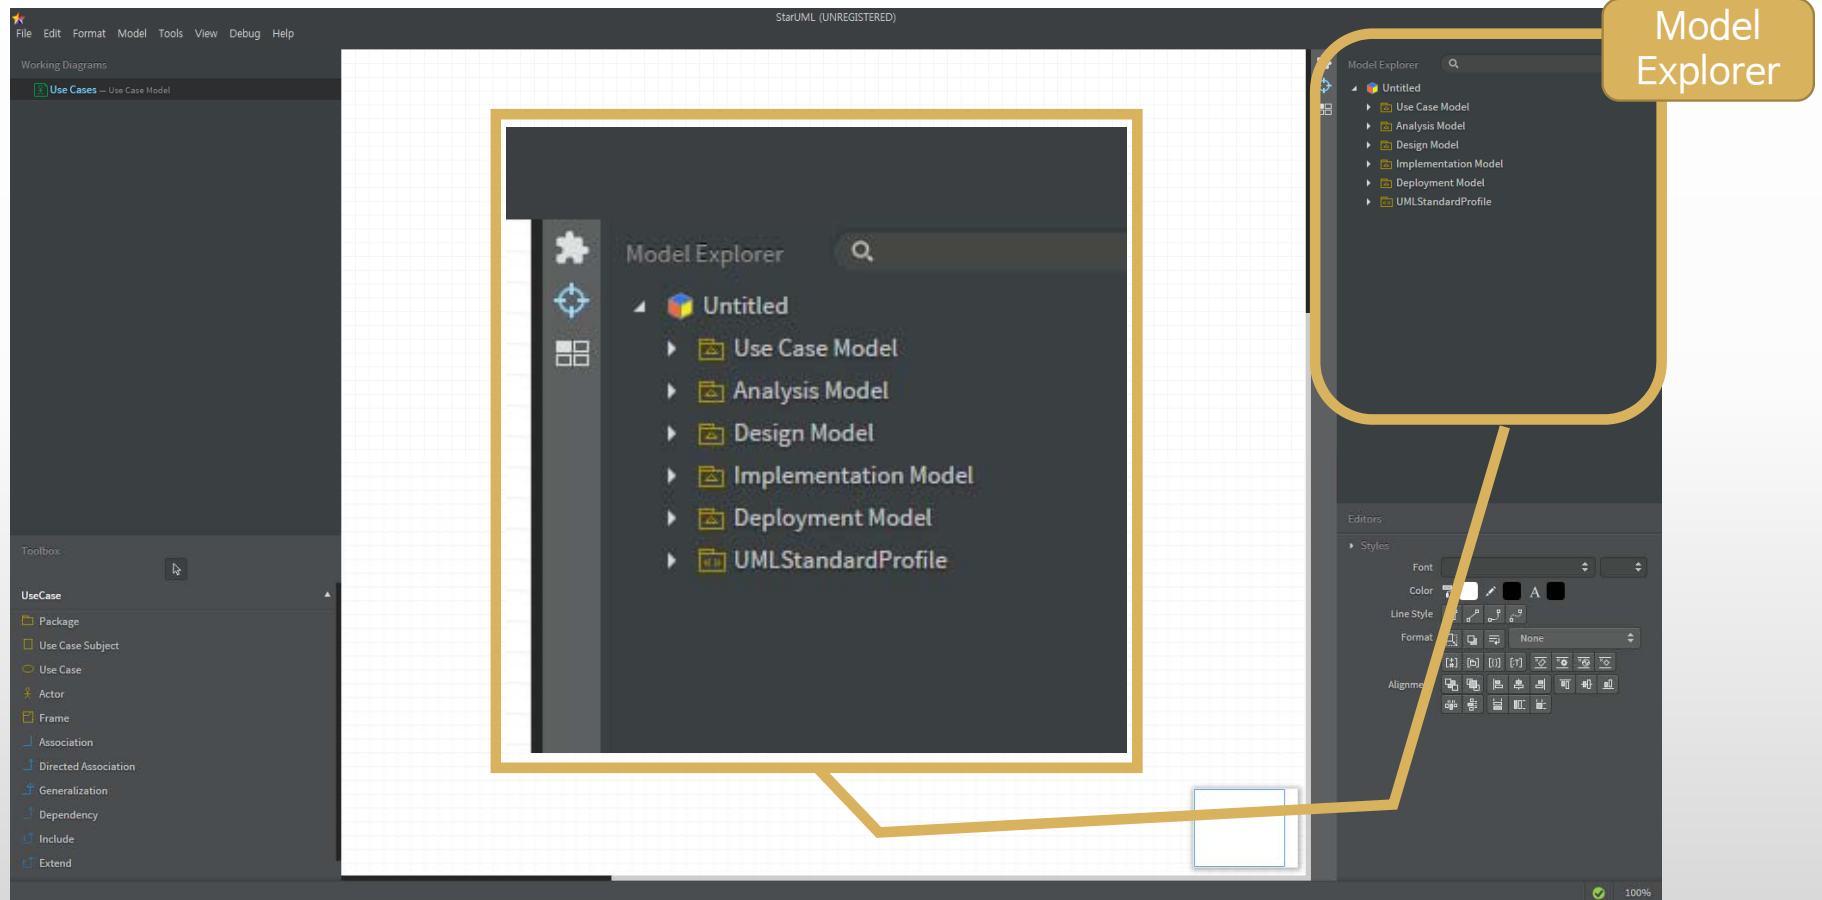 StarUML (UNREGISTERED)
File Edit Format Model Tools View Debug Help
Model
Explorer
Working Diagrams
Use Cases — Use Case Model
Model Explorer
Untitled
Use Case Model
Analysis Model
Design Model
Implementation Model
Deployment Model
UMLStandardProfile
Model Explorer
Untitled
Use Case Model
Analysis Model
Design Model
Implementation Model
Deployment Model
UMLStandardProfile
Toolbox
UseCase
Package
Use Case Subject
Use Case
Actor
Frame
Association
Directed Association
Generalization
Dependency
Include
Extend
Editors
Styles
Font
Color
A
Line Style
Format
None
Alignme
100%